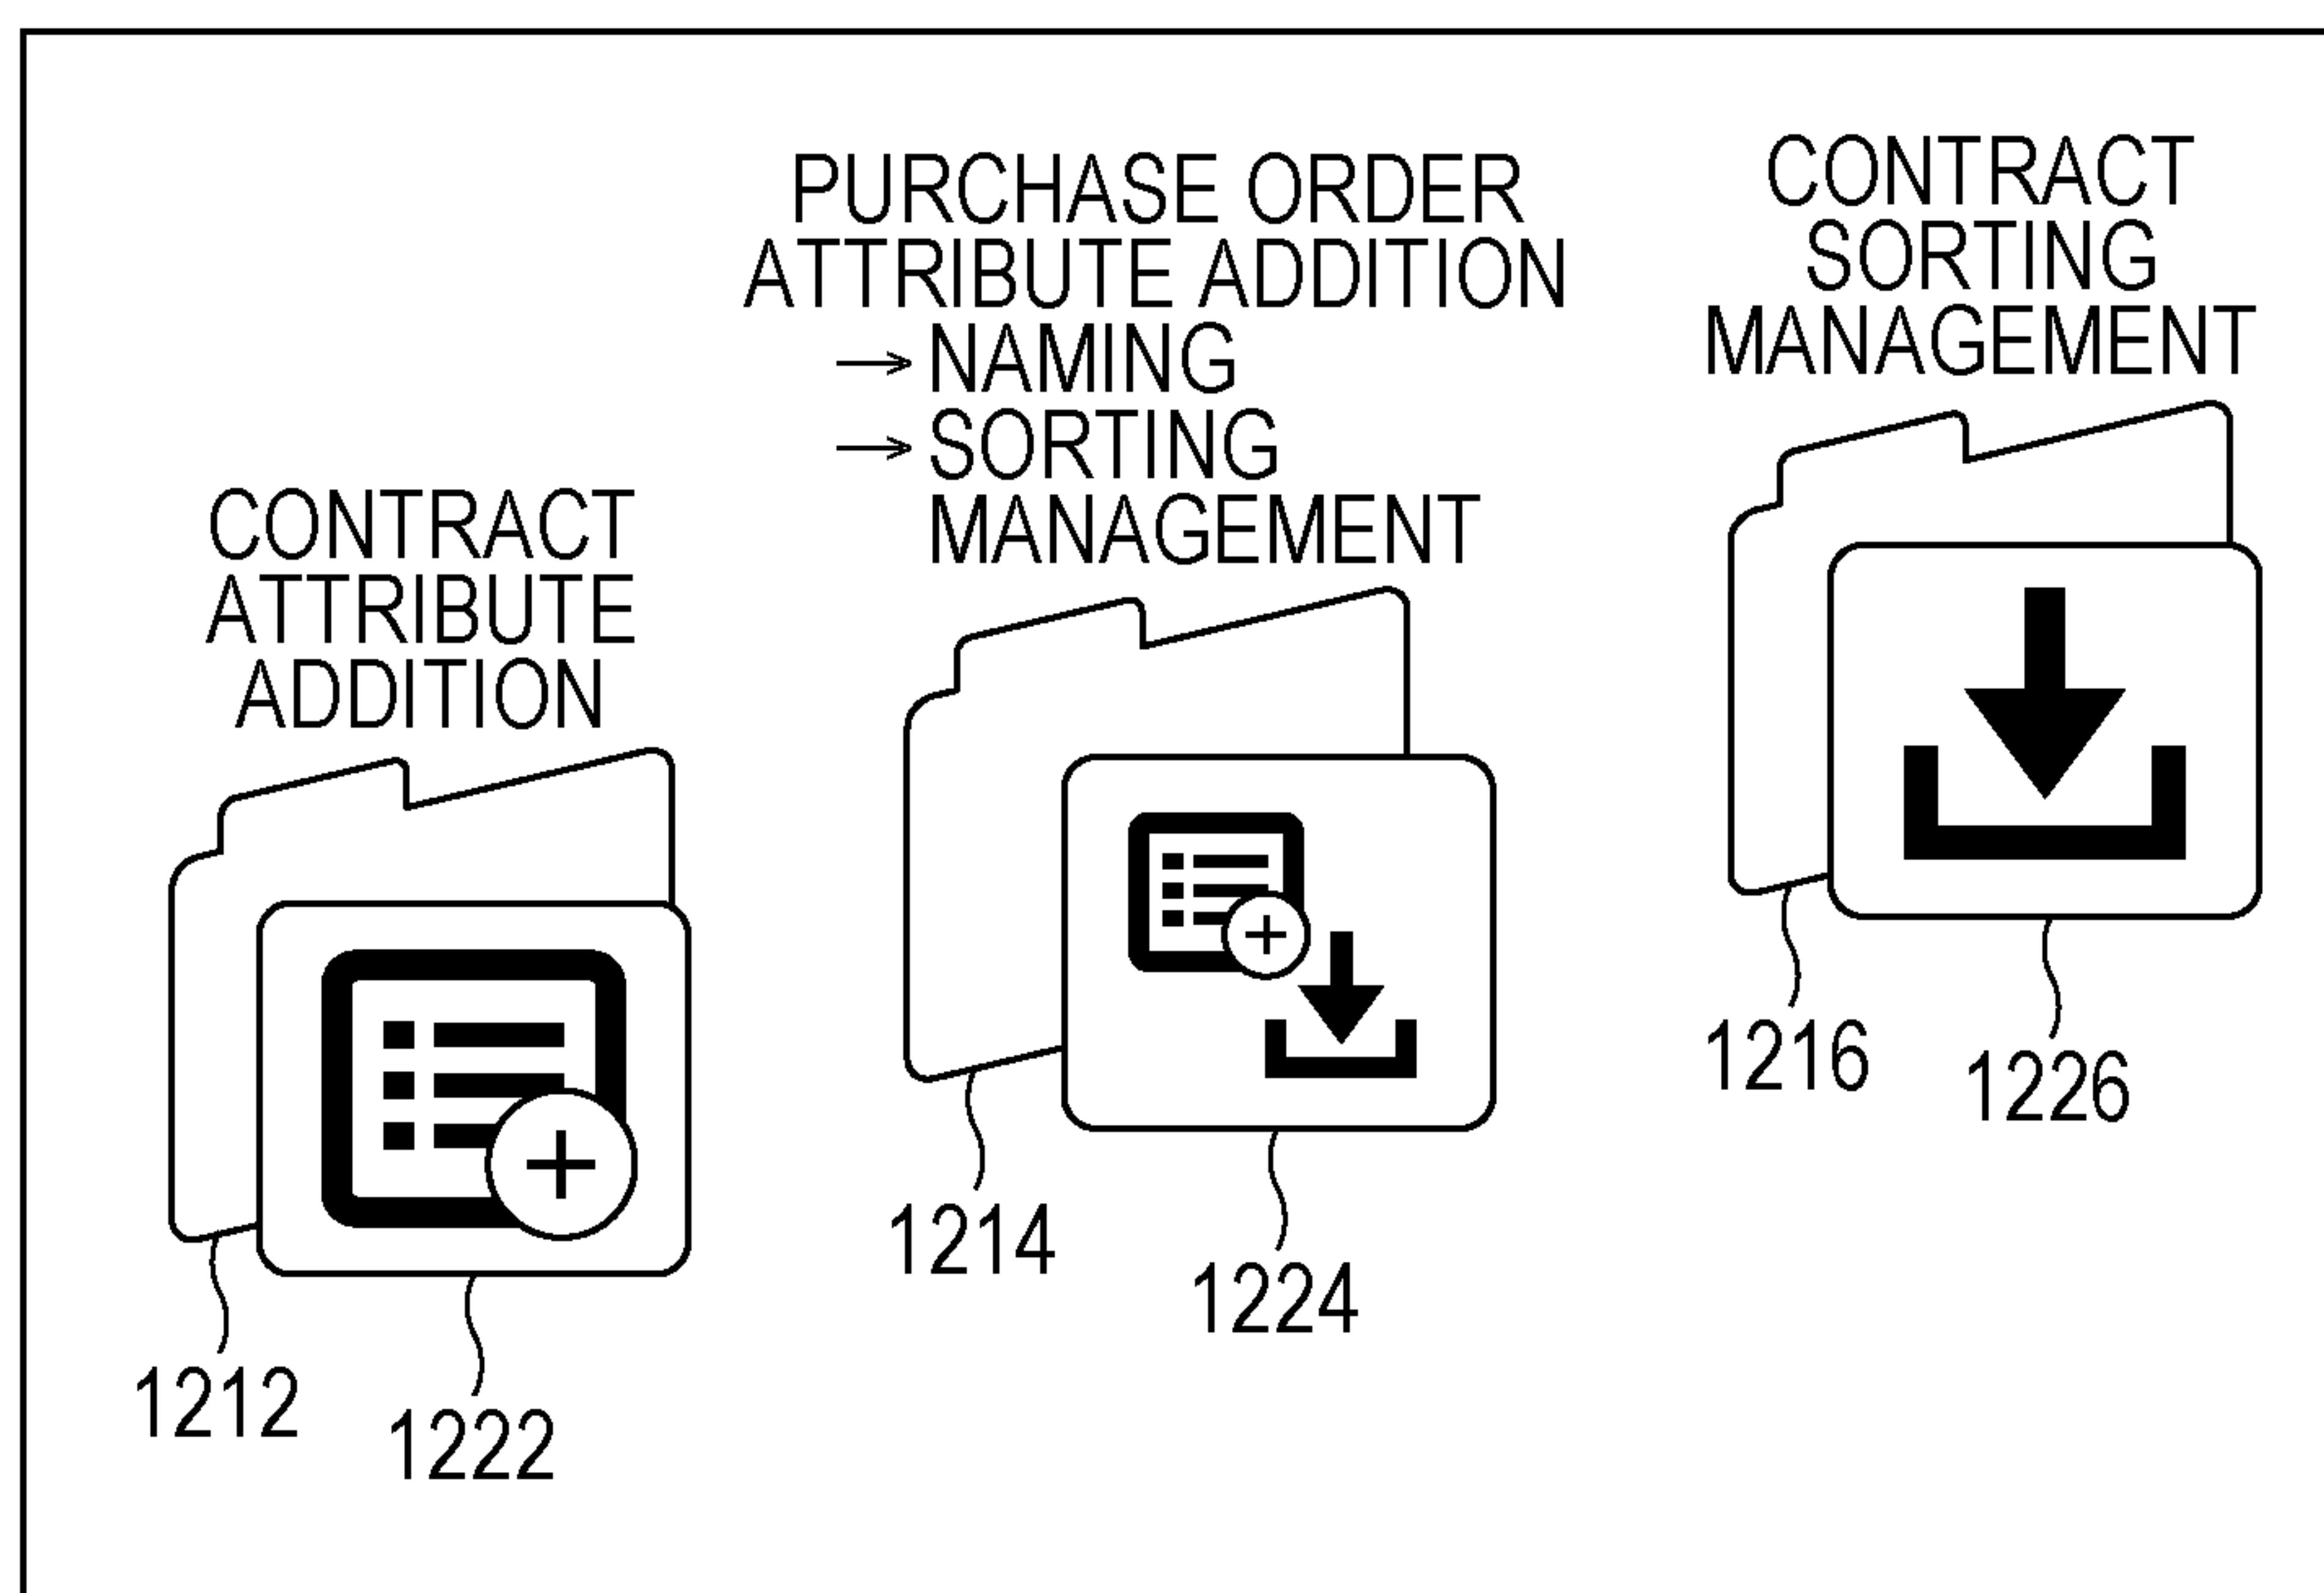 CONTRACT
ATTRIBUTE
ADDITION
1212
1222
PURCHASE ORDER
ATTRIBUTE ADDITION
→ NAMING
→ SORTING
MANAGEMENT
1214
1224
CONTRACT
SORTING
MANAGEMENT
1216
1226